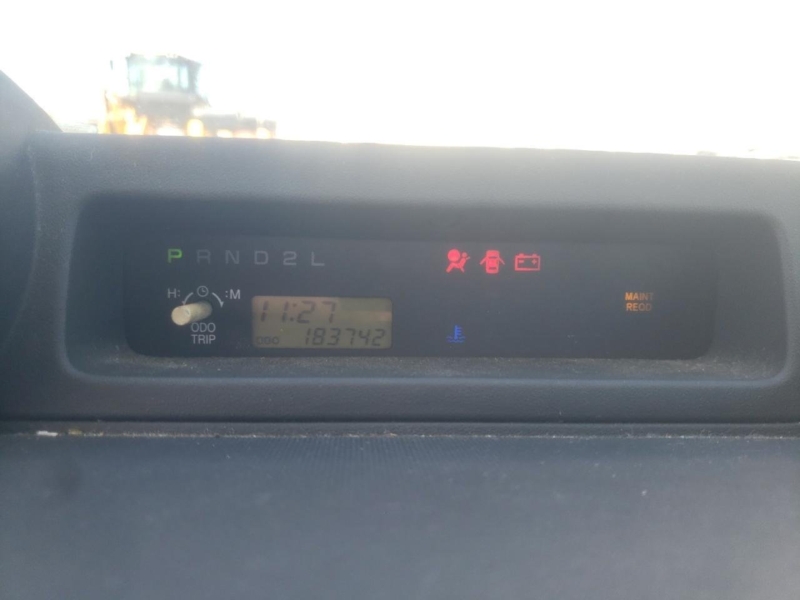 P R N D 2 L
H: :M
ODO
TRIP
11:27
ODO 183742
MAINT
REQD